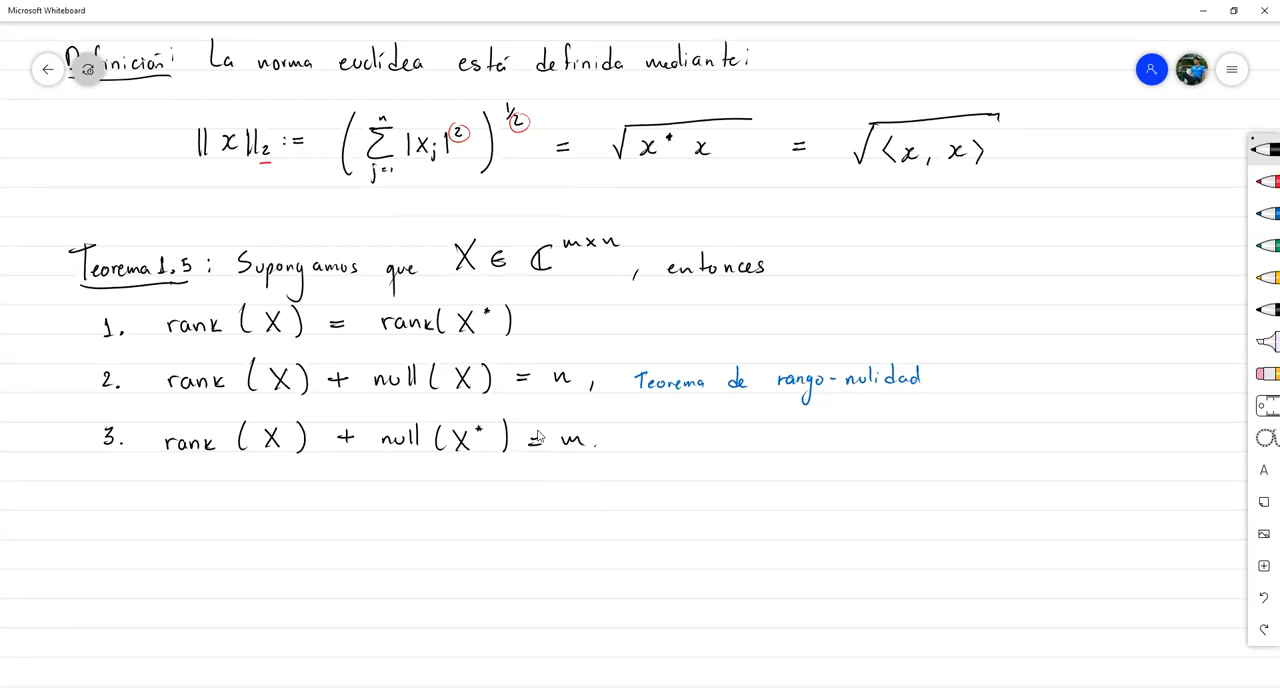 Microsoft Whiteboard
Definición: La norma euclídea está definida mediante:
|| x ||₂ := ( Σ_{j=1}^{n} |x_j|² )^{1/2} = √(x* x) = √⟨x, x⟩
Teorema 1.5: Supongamos que X ∈ ℂ^{m×n}, entonces
1. rank (X) = rank(X*)
2. rank (X) + null (X) = n, Teorema de rango-nulidad
3. rank (X) + null (X*) = m.
A